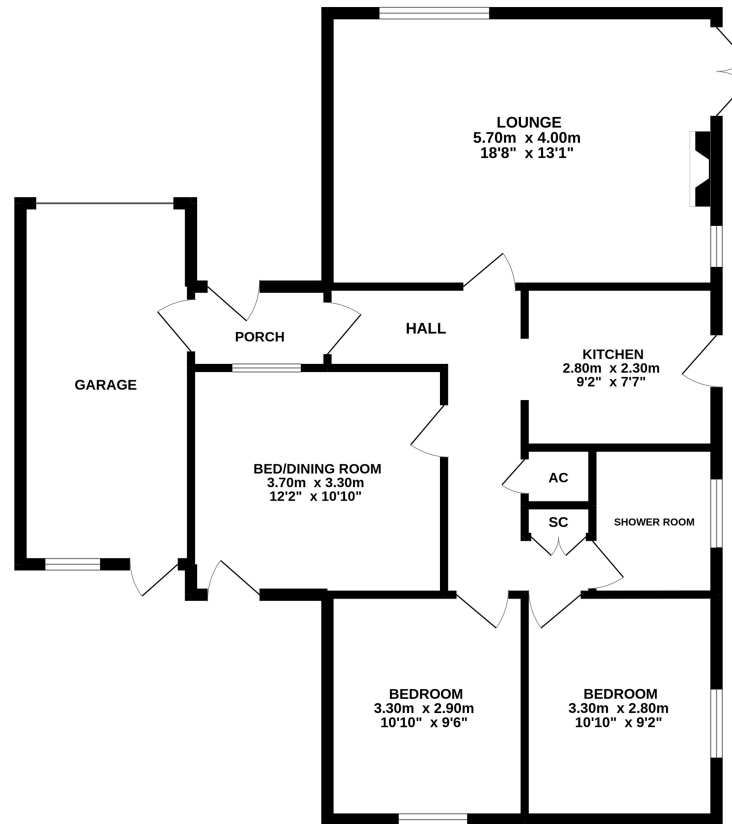 LOUNGE
5.70m x 4.00m
18'8" x 13'1"
PORCH
HALL
KITCHEN
2.80m x 2.30m
9'2" x 7'7"
GARAGE
BED/DINING ROOM
3.70m x 3.30m
12'2" x 10'10"
AC
SC
SHOWER ROOM
BEDROOM
3.30m x 2.90m
10'10" x 9'6"
BEDROOM
3.30m x 2.80m
10'10" x 9'2"